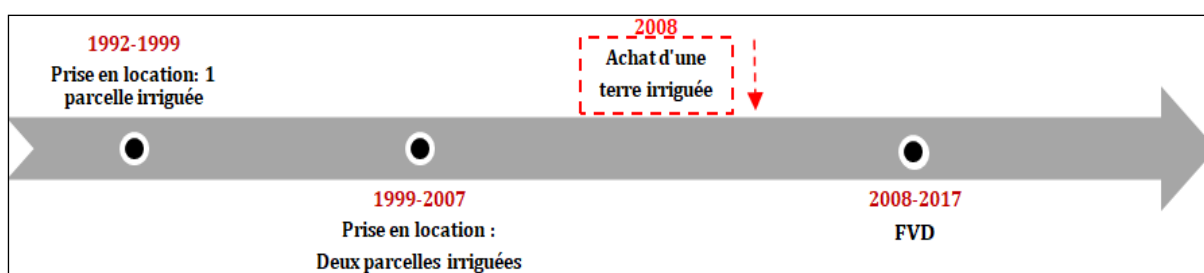 1992-1999
Prise en location: 1
parcelle irriguée
2008
Achat d'une
terre irriguée
1999-2007
Prise en location :
Deux parcelles irriguées
2008-2017
FVD